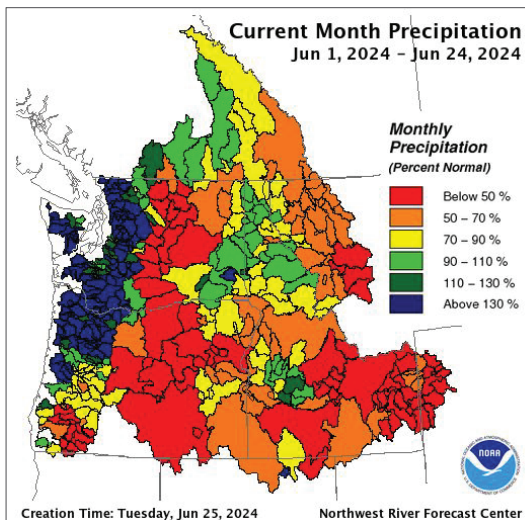 Current Month Precipitation
Jun 1, 2024 – Jun 24, 2024
Monthly
Precipitation
(Percent Normal)
Below 50 %
50 – 70 %
70 – 90 %
90 – 110 %
110 – 130 %
Above 130 %
NOAA
Creation Time: Tuesday, Jun 25, 2024
Northwest River Forecast Center